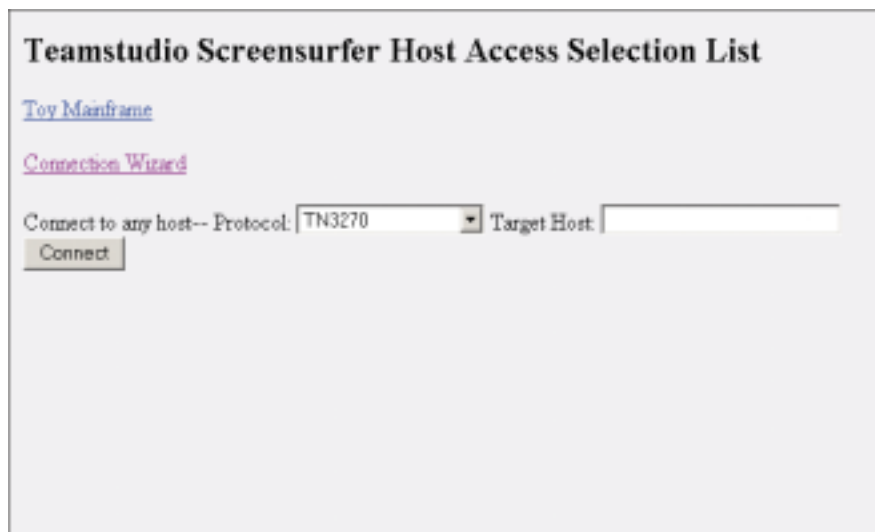 Teamstudio Screensurfer Host Access Selection List
Toy Mainframe
Connection Wizard
Connect to any host-- Protocol: TN3270 Target Host:
Connect